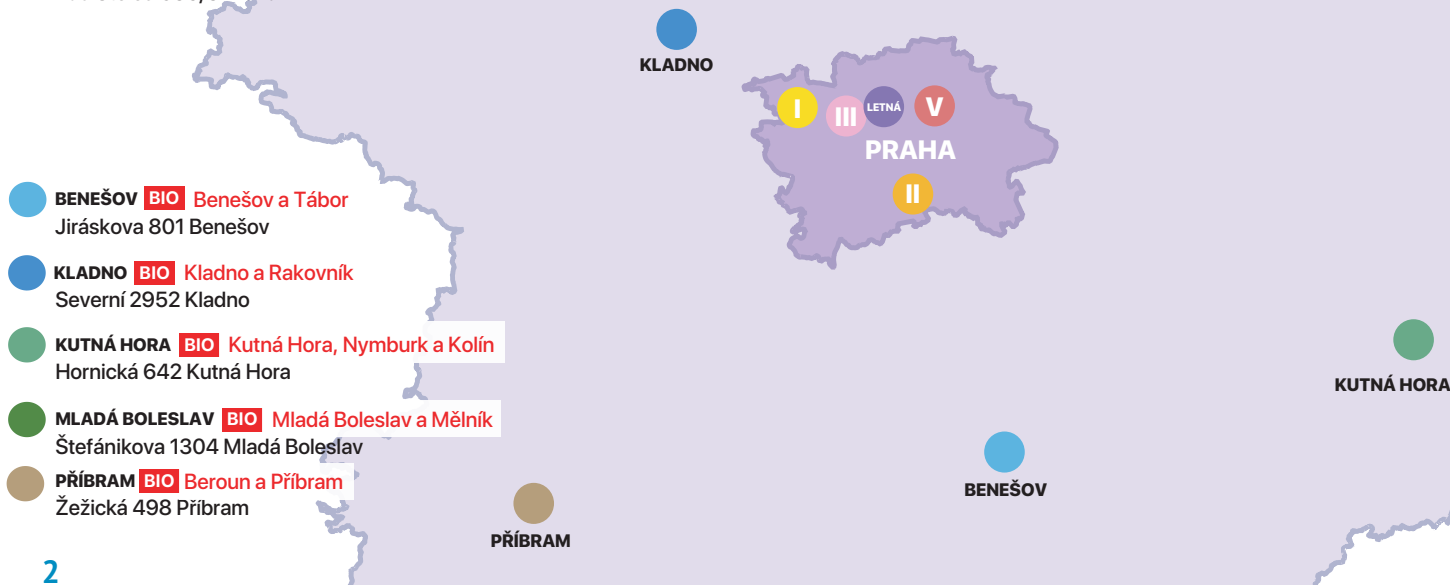 KLADNO
I
III
LETNÁ
V
PRAHA
II
BENEŠOV BIO Benešov a Tábor
Jiráskova 801 Benešov
KLADNO BIO Kladno a Rakovník
Severní 2952 Kladno
KUTNÁ HORA BIO Kutná Hora, Nymburk a Kolín
Hornická 642 Kutná Hora
MLADÁ BOLESLAV BIO Mladá Boleslav a Mělník
Štefánikova 1304 Mladá Boleslav
PŘÍBRAM BIO Beroun a Příbram
Žežická 498 Příbram
KUTNÁ HORA
BENEŠOV
PŘÍBRAM
2